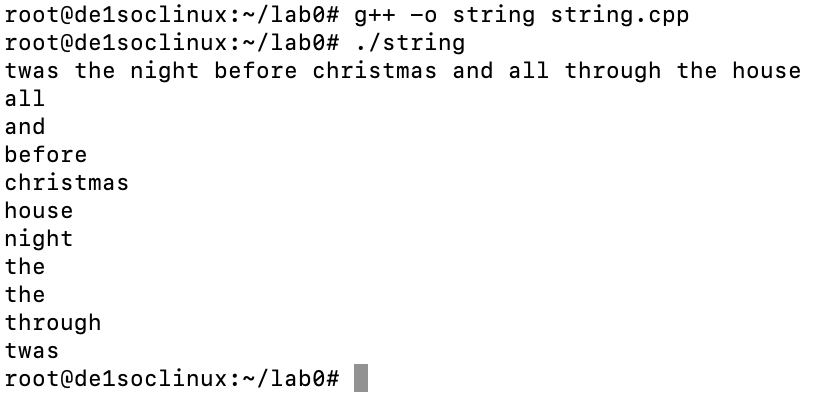 root@de1soclinux:~/lab0# g++ -o string string.cpp
root@de1soclinux:~/lab0# ./string
twas the night before christmas and all through the house
all
and
before
christmas
house
night
the
the
through
twas
root@de1soclinux:~/lab0#